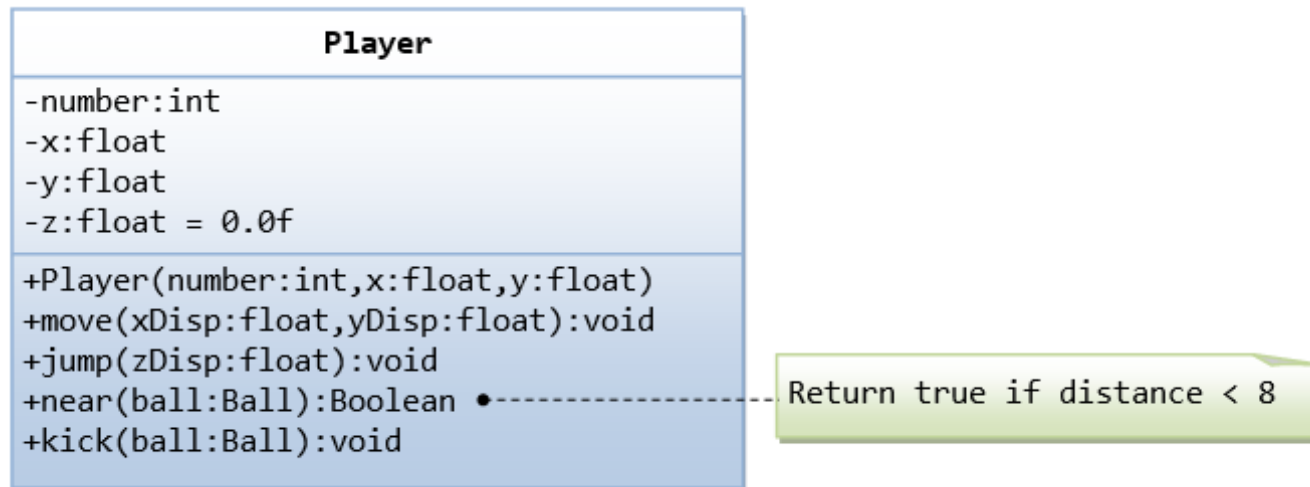 Player
-number:int
-x:float
-y:float
-z:float = 0.0f
+Player(number:int,x:float,y:float)
+move(xDisp:float,yDisp:float):void
+jump(zDisp:float):void
+near(ball:Ball):Boolean
Return true if distance < 8
+kick(ball:Ball):void